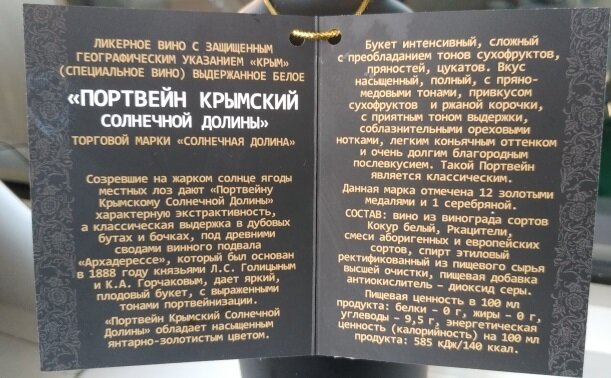 ЛИКЕРНОЕ ВИНО С ЗАЩИЩЕННЫМ
ГЕОГРАФИЧЕСКИМ УКАЗАНИЕМ «КРЫМ»
(СПЕЦИАЛЬНОЕ ВИНО) ВЫДЕРЖАННОЕ БЕЛОЕ
«ПОРТВЕЙН КРЫМСКИЙ
СОЛНЕЧНОЙ ДОЛИНЫ»
ТОРГОВОЙ МАРКИ «СОЛНЕЧНАЯ ДОЛИНА»
Созревшие на жарком солнце ягоды
местных лоз дают «Портвейну
Крымскому Солнечной Долины»
характерную экстрактивность,
а классическая выдержка в дубовых
бутах и бочках, под древними
сводами винного подвала
«Архадерессе», который был основан
в 1888 году князьями Л.С. Голицыным
и К.А. Горчаковым, дает яркий,
плодовый букет, с выраженными
тонами портвейнизации.
«Портвейн Крымский Солнечной
Долины» обладает насыщенным
янтарно-золотистым цветом.
Букет интенсивный, сложный
с преобладанием тонов сухофруктов,
пряностей, цукатов. Вкус
насыщенный, полный, с пряно-
медовыми тонами, привкусом
сухофруктов и ржаной корочки,
с приятным тоном выдержки,
соблазнительными ореховыми
нотками, легким коньячным оттенком
и очень долгим благородным
послевкусием. Такой Портвейн
является классическим.
Данная марка отмечена 12 золотыми
медалями и 1 серебряной.
СОСТАВ: вино из винограда сортов
Кокур белый, Ркацители,
смеси аборигенных и европейских
сортов, спирт этиловый
ректификованный из пищевого сырья
высшей очистки, пищевая добавка
антиокислитель – диоксид серы.
Пищевая ценность в 100 мл
продукта: белки – 0 г, жиры – 0 г,
углеводы – 9,5 г, энергетическая
ценность (калорийность) на 100 мл
продукта: 585 кДж/140 ккал.